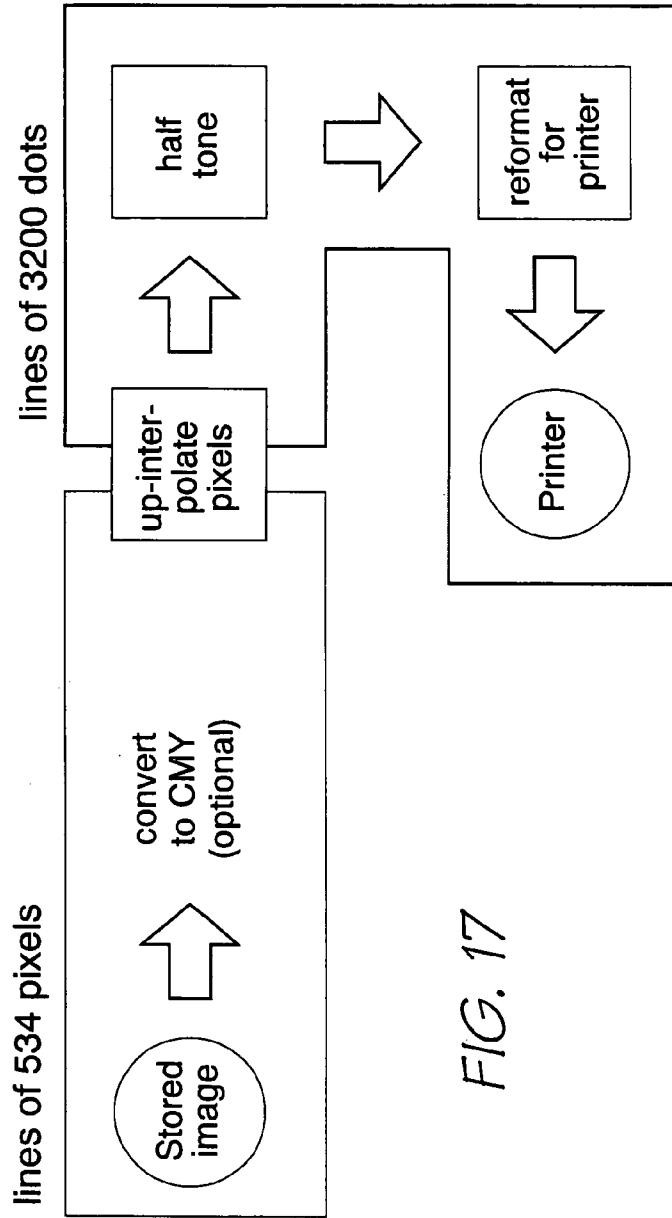 lines of 534 pixels
lines of 3200 dots
Stored
image
convert
to CMY
(optional)
up-inter-
polate
pixels
half
tone
reformat
for
printer
Printer
FIG. 17